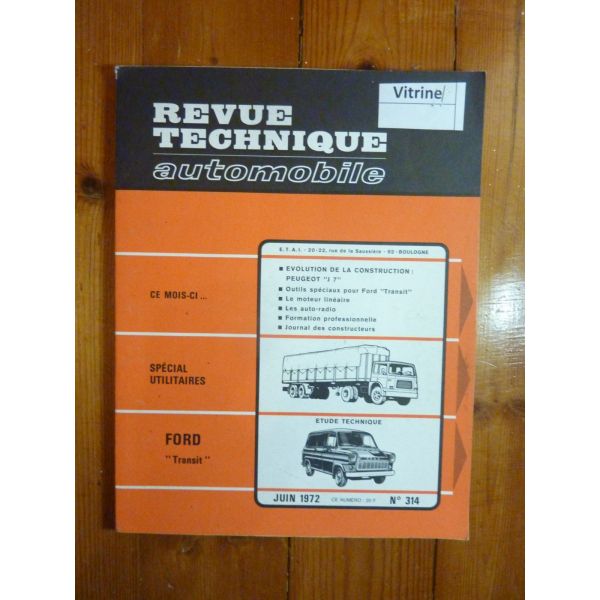 Vitrine
REVUE
TECHNIQUE
automobile
E.T.A.I. - 20-22, rue de la Saussière - 92-BOULOGNE
■ EVOLUTION DE LA CONSTRUCTION :
PEUGEOT "J 7"
■ Outils spéciaux pour Ford "Transit"
■ Le moteur linéaire
■ Les auto-radio
■ Formation professionnelle
■ Journal des constructeurs
CE MOIS-CI ...
SPÉCIAL
UTILITAIRES
ETUDE TECHNIQUE
FORD
"Transit"
JUIN 1972 CE NUMERO : F N° 314